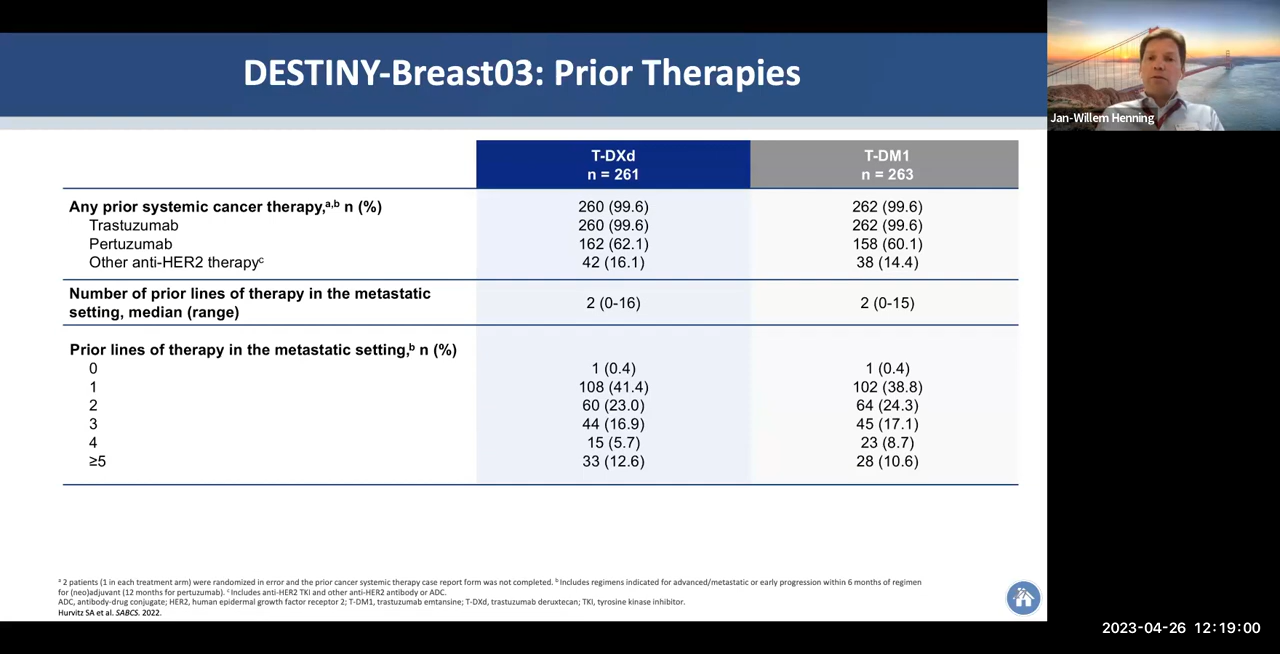 DESTINY-Breast03: Prior Therapies
Jan-Willem Henning
T-DXd T-DM1
n = 261 n = 263
Any prior systemic cancer therapy,a,b n (%) 260 (99.6) 262 (99.6)
Trastuzumab 260 (99.6) 262 (99.6)
Pertuzumab 162 (62.1) 158 (60.1)
Other anti-HER2 therapyc 42 (16.1) 38 (14.4)
Number of prior lines of therapy in the metastatic
setting, median (range) 2 (0-16) 2 (0-15)
Prior lines of therapy in the metastatic setting,b n (%)
0 1 (0.4) 1 (0.4)
1 108 (41.4) 102 (38.8)
2 60 (23.0) 64 (24.3)
3 44 (16.9) 45 (17.1)
4 15 (5.7) 23 (8.7)
≥5 33 (12.6) 28 (10.6)
a 2 patients (1 in each treatment arm) were randomized in error and the prior cancer systemic therapy case report form was not completed. b Includes regimens indicated for advanced/metastatic or early progression within 6 months of regimen
for (neo)adjuvant (12 months for pertuzumab). c Includes anti-HER2 TKI and other anti-HER2 antibody or ADC.
ADC, antibody-drug conjugate; HER2, human epidermal growth factor receptor 2; T-DM1, trastuzumab emtansine; T-DXd, trastuzumab deruxtecan; TKI, tyrosine kinase inhibitor.
Hurvitz SA et al. SABCS. 2022.
2023-04-26 12:19:00